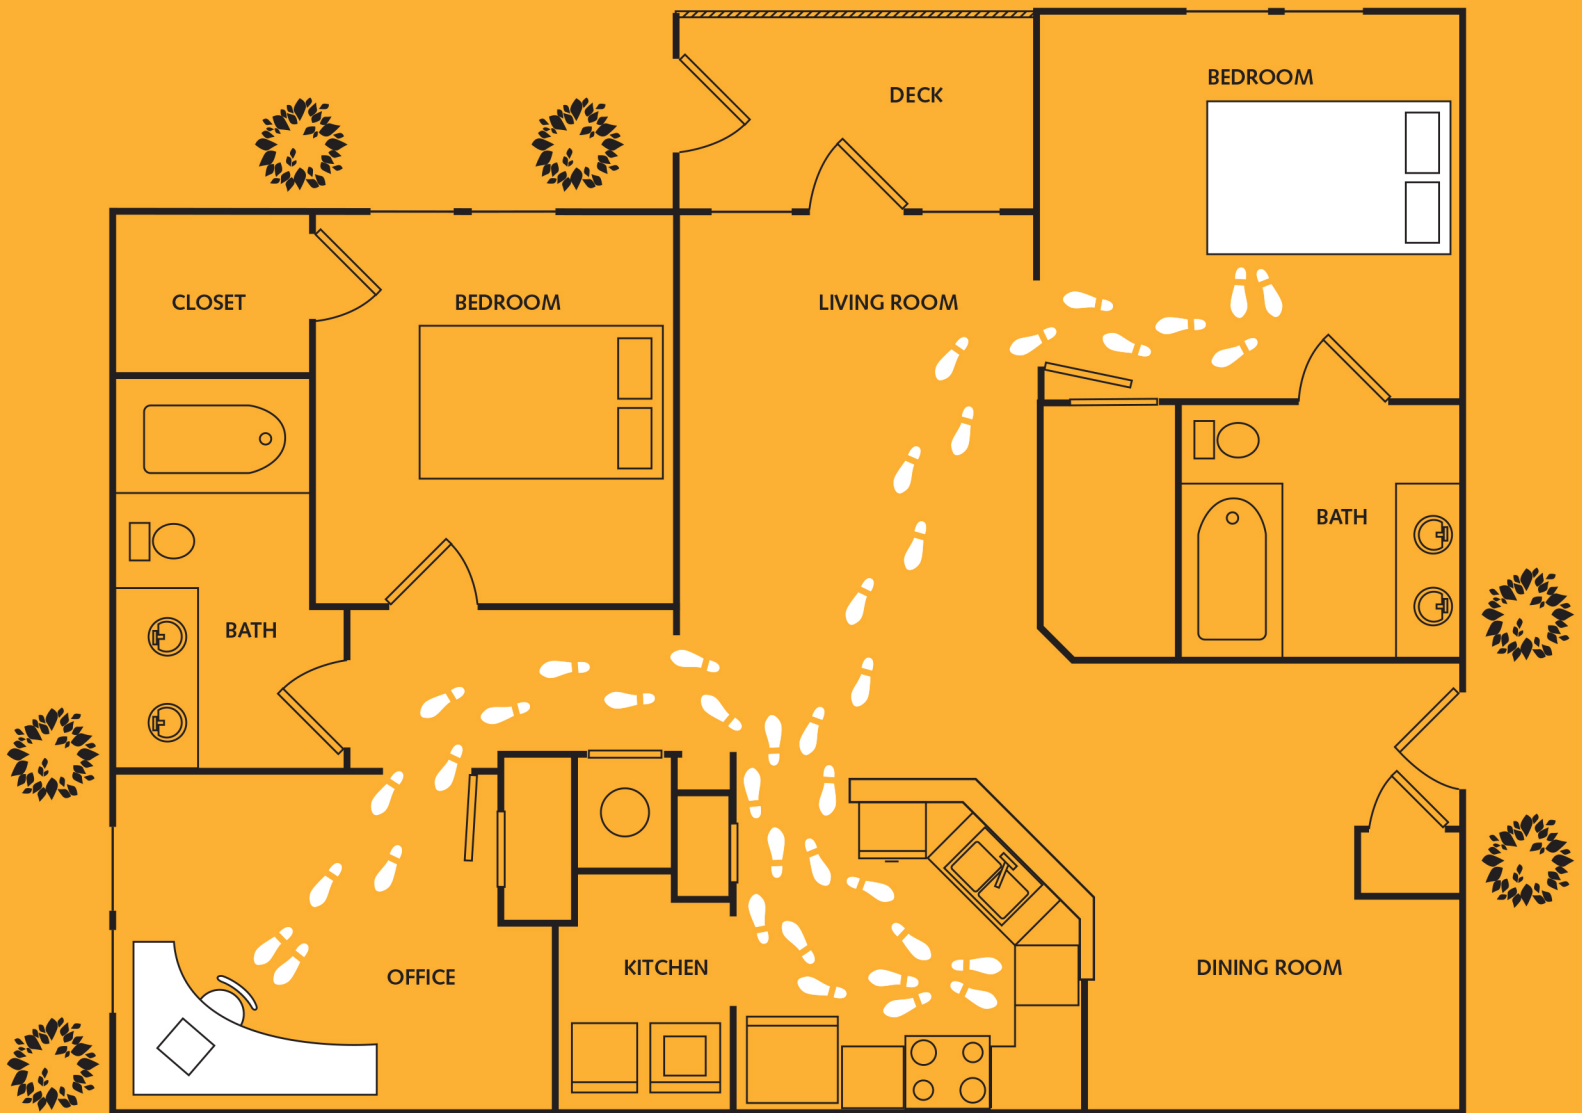 BEDROOM
DECK
CLOSET
BEDROOM
LIVING ROOM
BATH
BATH
OFFICE
KITCHEN
DINING ROOM